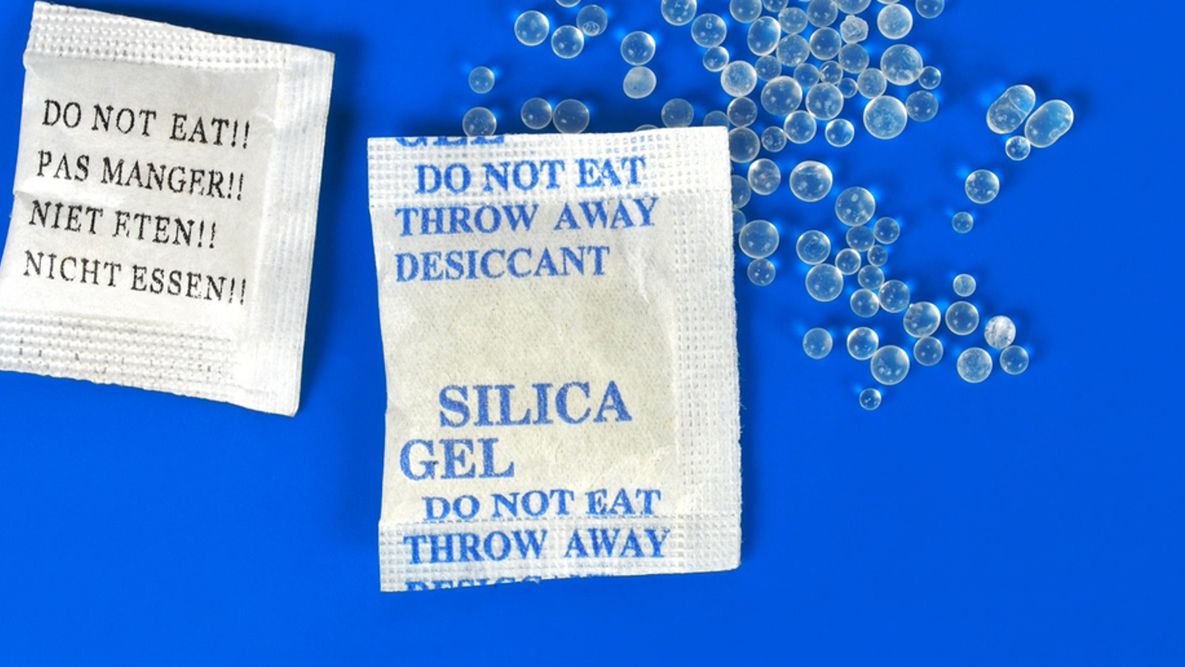 DO NOT EAT!!
PAS MANGER!!
NIET ETEN!!
NICHT ESSEN!!
GEL
DO NOT EAT
THROW AWAY
DESICCANT
SILICA
GEL
DO NOT EAT
THROW AWAY